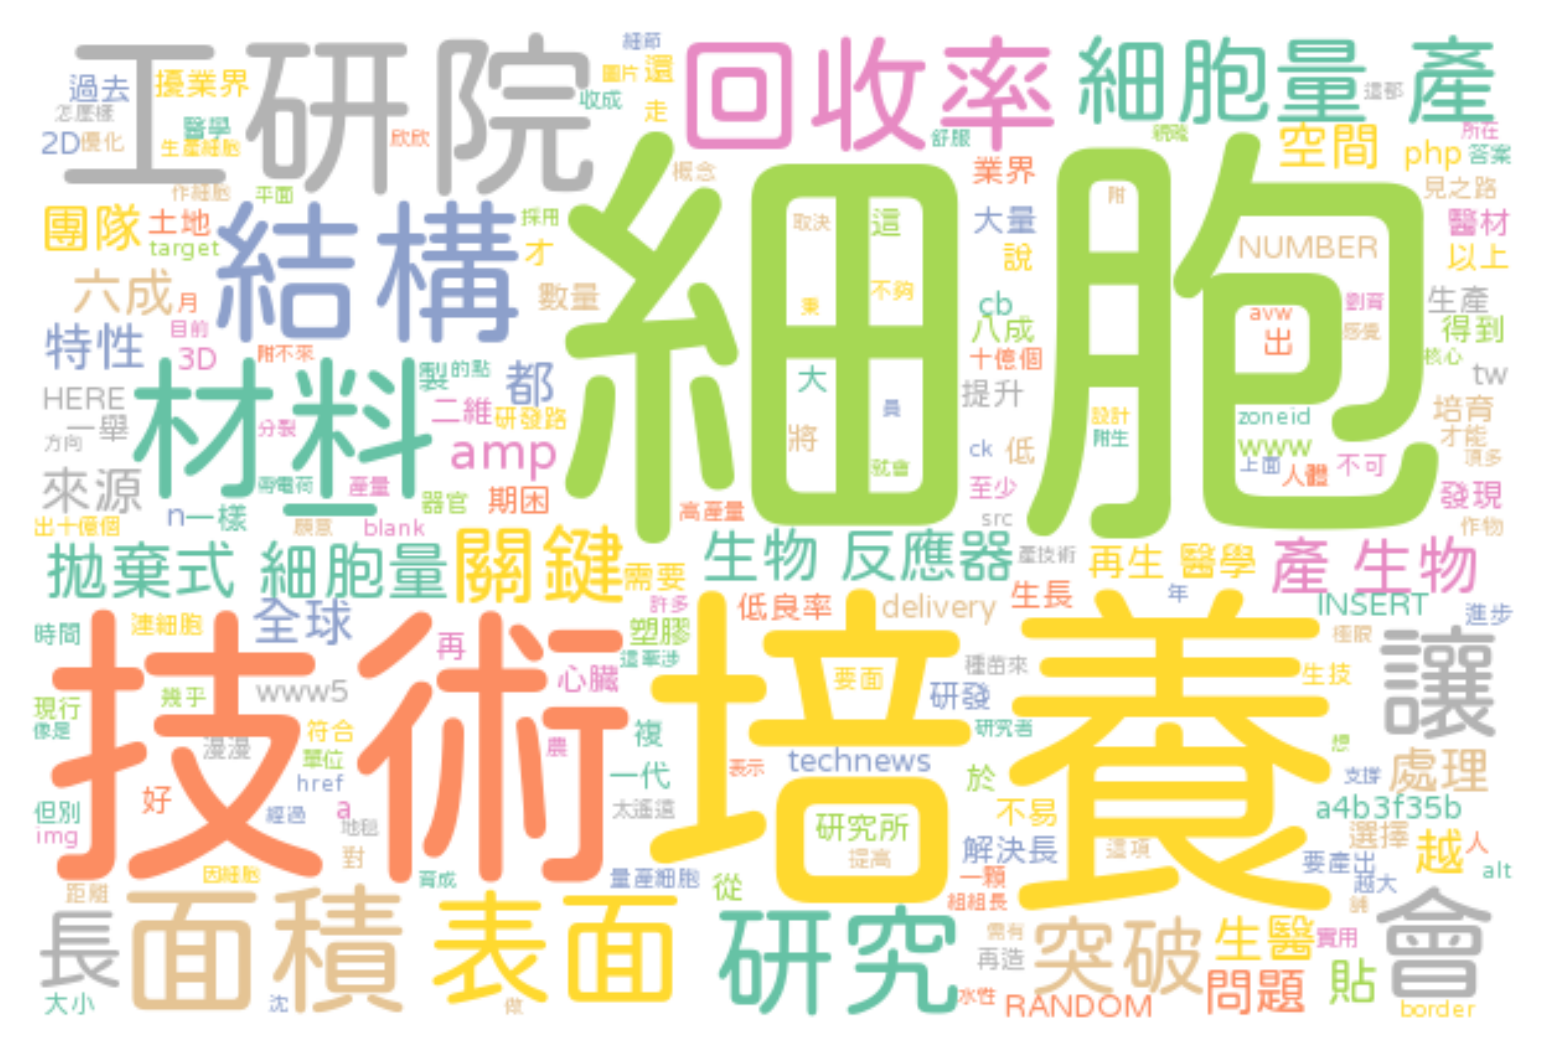 工研院
細節
圖片
還
回收率
細胞量 產
過去
擾業界
怎麼樣
收成
走
這都
2D
優化
醫學
生產細胞
欣欣
舒服
空間
php
所在
答案
作細胞
平面
概念
業界
見之路
團隊
土地
target
結構
採用
才
細胞
取決
這
大量
說
附
NUMBER
醫材
以上
六成
月
數量
不夠
cb
八成
avw
出
生產
得到
特性
目前
3D
附不來
十億個
感覺
核心
tw
HERE
一舉
材料
的點
都
大
提升
二維
研發路
員
設計
附生
zoneid
培育
才能
方向
分裂
amp
將
ck
低
www
上面
人體
不可
頂多
來源
帶電荷
產量
器官
期困
就會
至少
發現
出十億個
n一樣
願意
blank
高產量
src
作物
拋棄式 細胞量
關鍵
需要
生物 反應器
產技術
再生 醫學
產 生物
時間
連細胞
全球
許多
塑膠
低良率
delivery
生長
年
INSERT
進步
極限
技術
再
這牽涉
心臟
培養
要面
種苗來
研發
生技
讓
現行
像是
幾乎
www5
漫漫
符合
單位
農
複
表示
technews
研究者
想
支撐
處理
但別
img
好
href
經過
a
地毯
一代
太遙遠
於
不易
a4b3f35b
研究所
提高
解決長
這項
選擇
越
人
對
因細胞
距離
育成
量產細胞
從
一顆
組組長
要產出
越大
alt
長
面積
表面
研究
需有
再造
突破
生醫
實用
會
大小
沈
做
水性
RANDOM
問題
貼
border